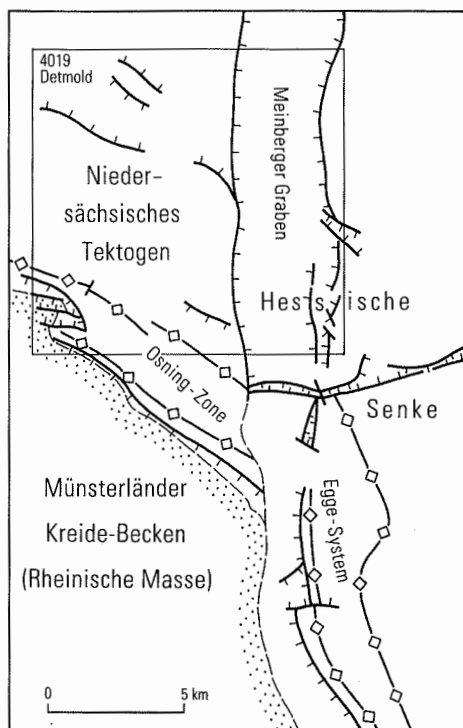 4019
Detmold
Meinberger Graben
Nieder-
sächsisches
Tektogen
Hessische
Osning-Zone
Senke
Egge-System
Münsterländer
Kreide-Becken
(Rheinische Masse)
0 5 km